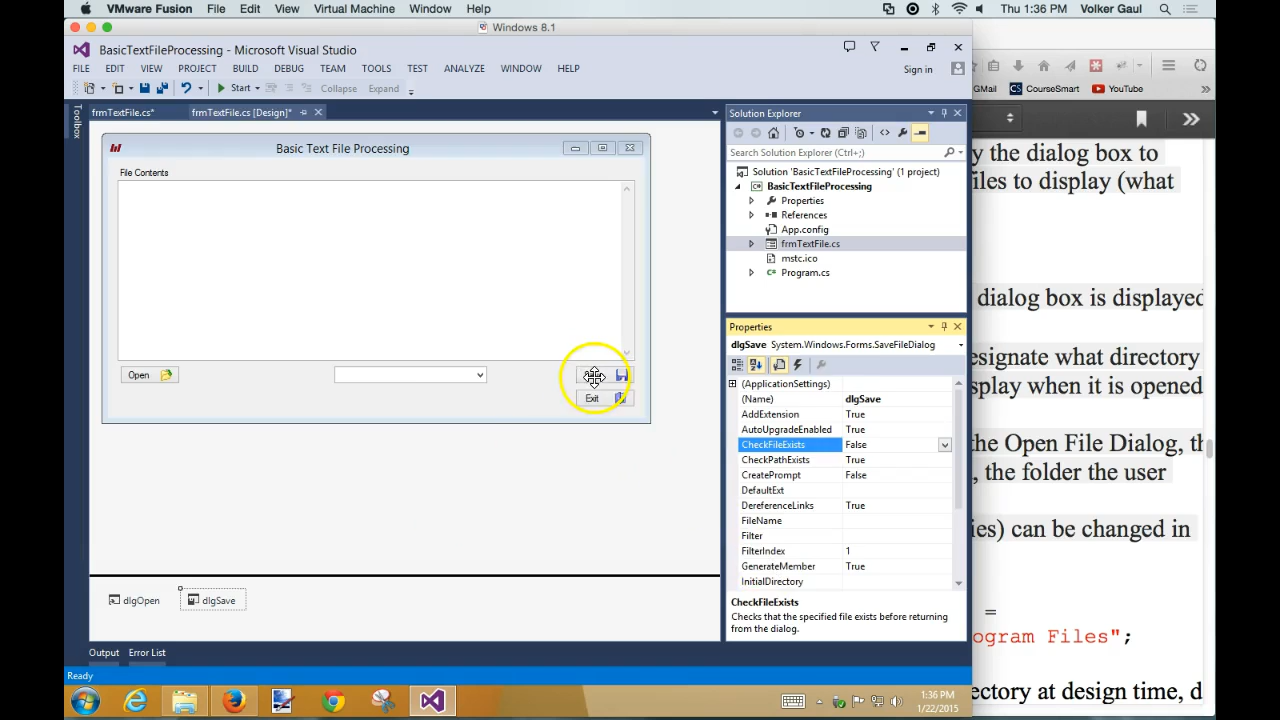 VMware Fusion File Edit View Virtual Machine Window Help Thu 1:36 PM Volker Gaul
Windows 8.1
BasicTextFileProcessing - Microsoft Visual Studio
FILE EDIT VIEW PROJECT BUILD DEBUG TEAM TOOLS TEST ANALYZE WINDOW HELP Sign in
Start Collapse Expand
GMail CourseSmart YouTube »
Toolbox
frmTextFile.cs* frmTextFile.cs [Design]*
Basic Text File Processing
File Contents
Open
Exit
dlgOpen dlgSave
Output Error List
Ready
Solution Explorer
Search Solution Explorer (Ctrl+;)
Solution 'BasicTextFileProcessing' (1 project)
BasicTextFileProcessing
Properties
References
App.config
frmTextFile.cs
mstc.ico
Program.cs
Properties
dlgSave System.Windows.Forms.SaveFileDialog
(ApplicationSettings)
(Name) dlgSave
AddExtension True
AutoUpgradeEnabled True
CheckFileExists False
CheckPathExists True
CreatePrompt False
DefaultExt
DereferenceLinks True
FileName
Filter
FilterIndex 1
GenerateMember True
InitialDirectory
CheckFileExists
Checks that the specified file exists before returning
from the dialog.
y the dialog box to
iles to display (what
dialog box is displayed
esignate what directory
splay when it is opened
the Open File Dialog, th
, the folder the user
ies) can be changed in
=
ogram Files";
ectory at design time, d
1:36 PM
1/22/2015